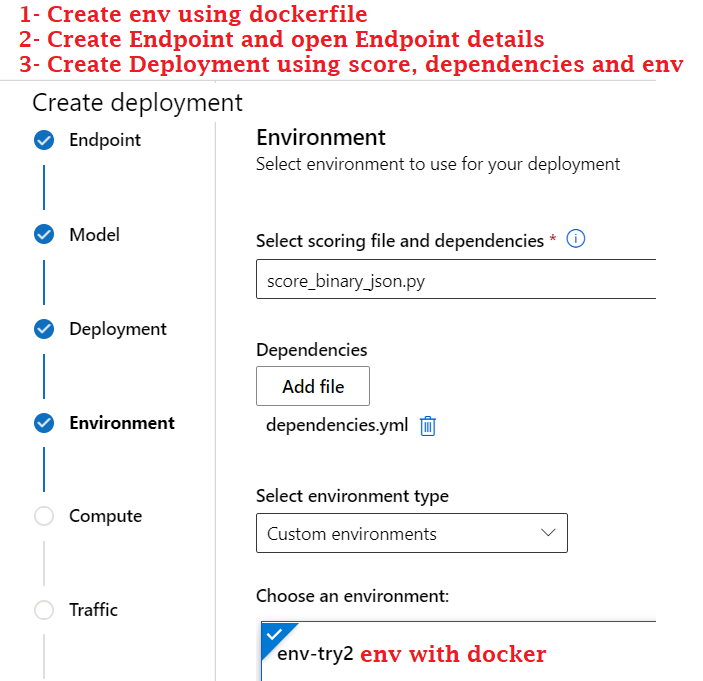 1- Create env using dockerfile
2- Create Endpoint and open Endpoint details
3- Create Deployment using score, dependencies and env
Create deployment
Endpoint
Model
Deployment
Environment
Compute
Traffic
Environment
Select environment to use for your deployment
Select scoring file and dependencies *
score_binary_json.py
Dependencies
Add file
dependencies.yml
Select environment type
Custom environments
Choose an environment:
env-try2 env with docker